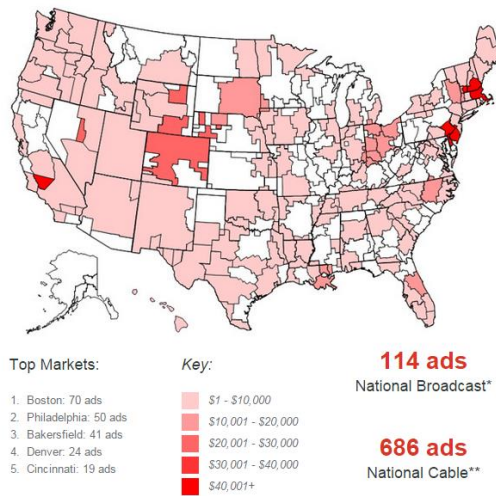 Top Markets:
1. Boston: 70 ads
2. Philadelphia: 50 ads
3. Bakersfield: 41 ads
4. Denver: 24 ads
5. Cincinnati: 19 ads
Key:
$1 - $10,000
$10,001 - $20,000
$20,001 - $30,000
$30,001 - $40,000
$40,001+
114 ads
National Broadcast*
686 ads
National Cable**